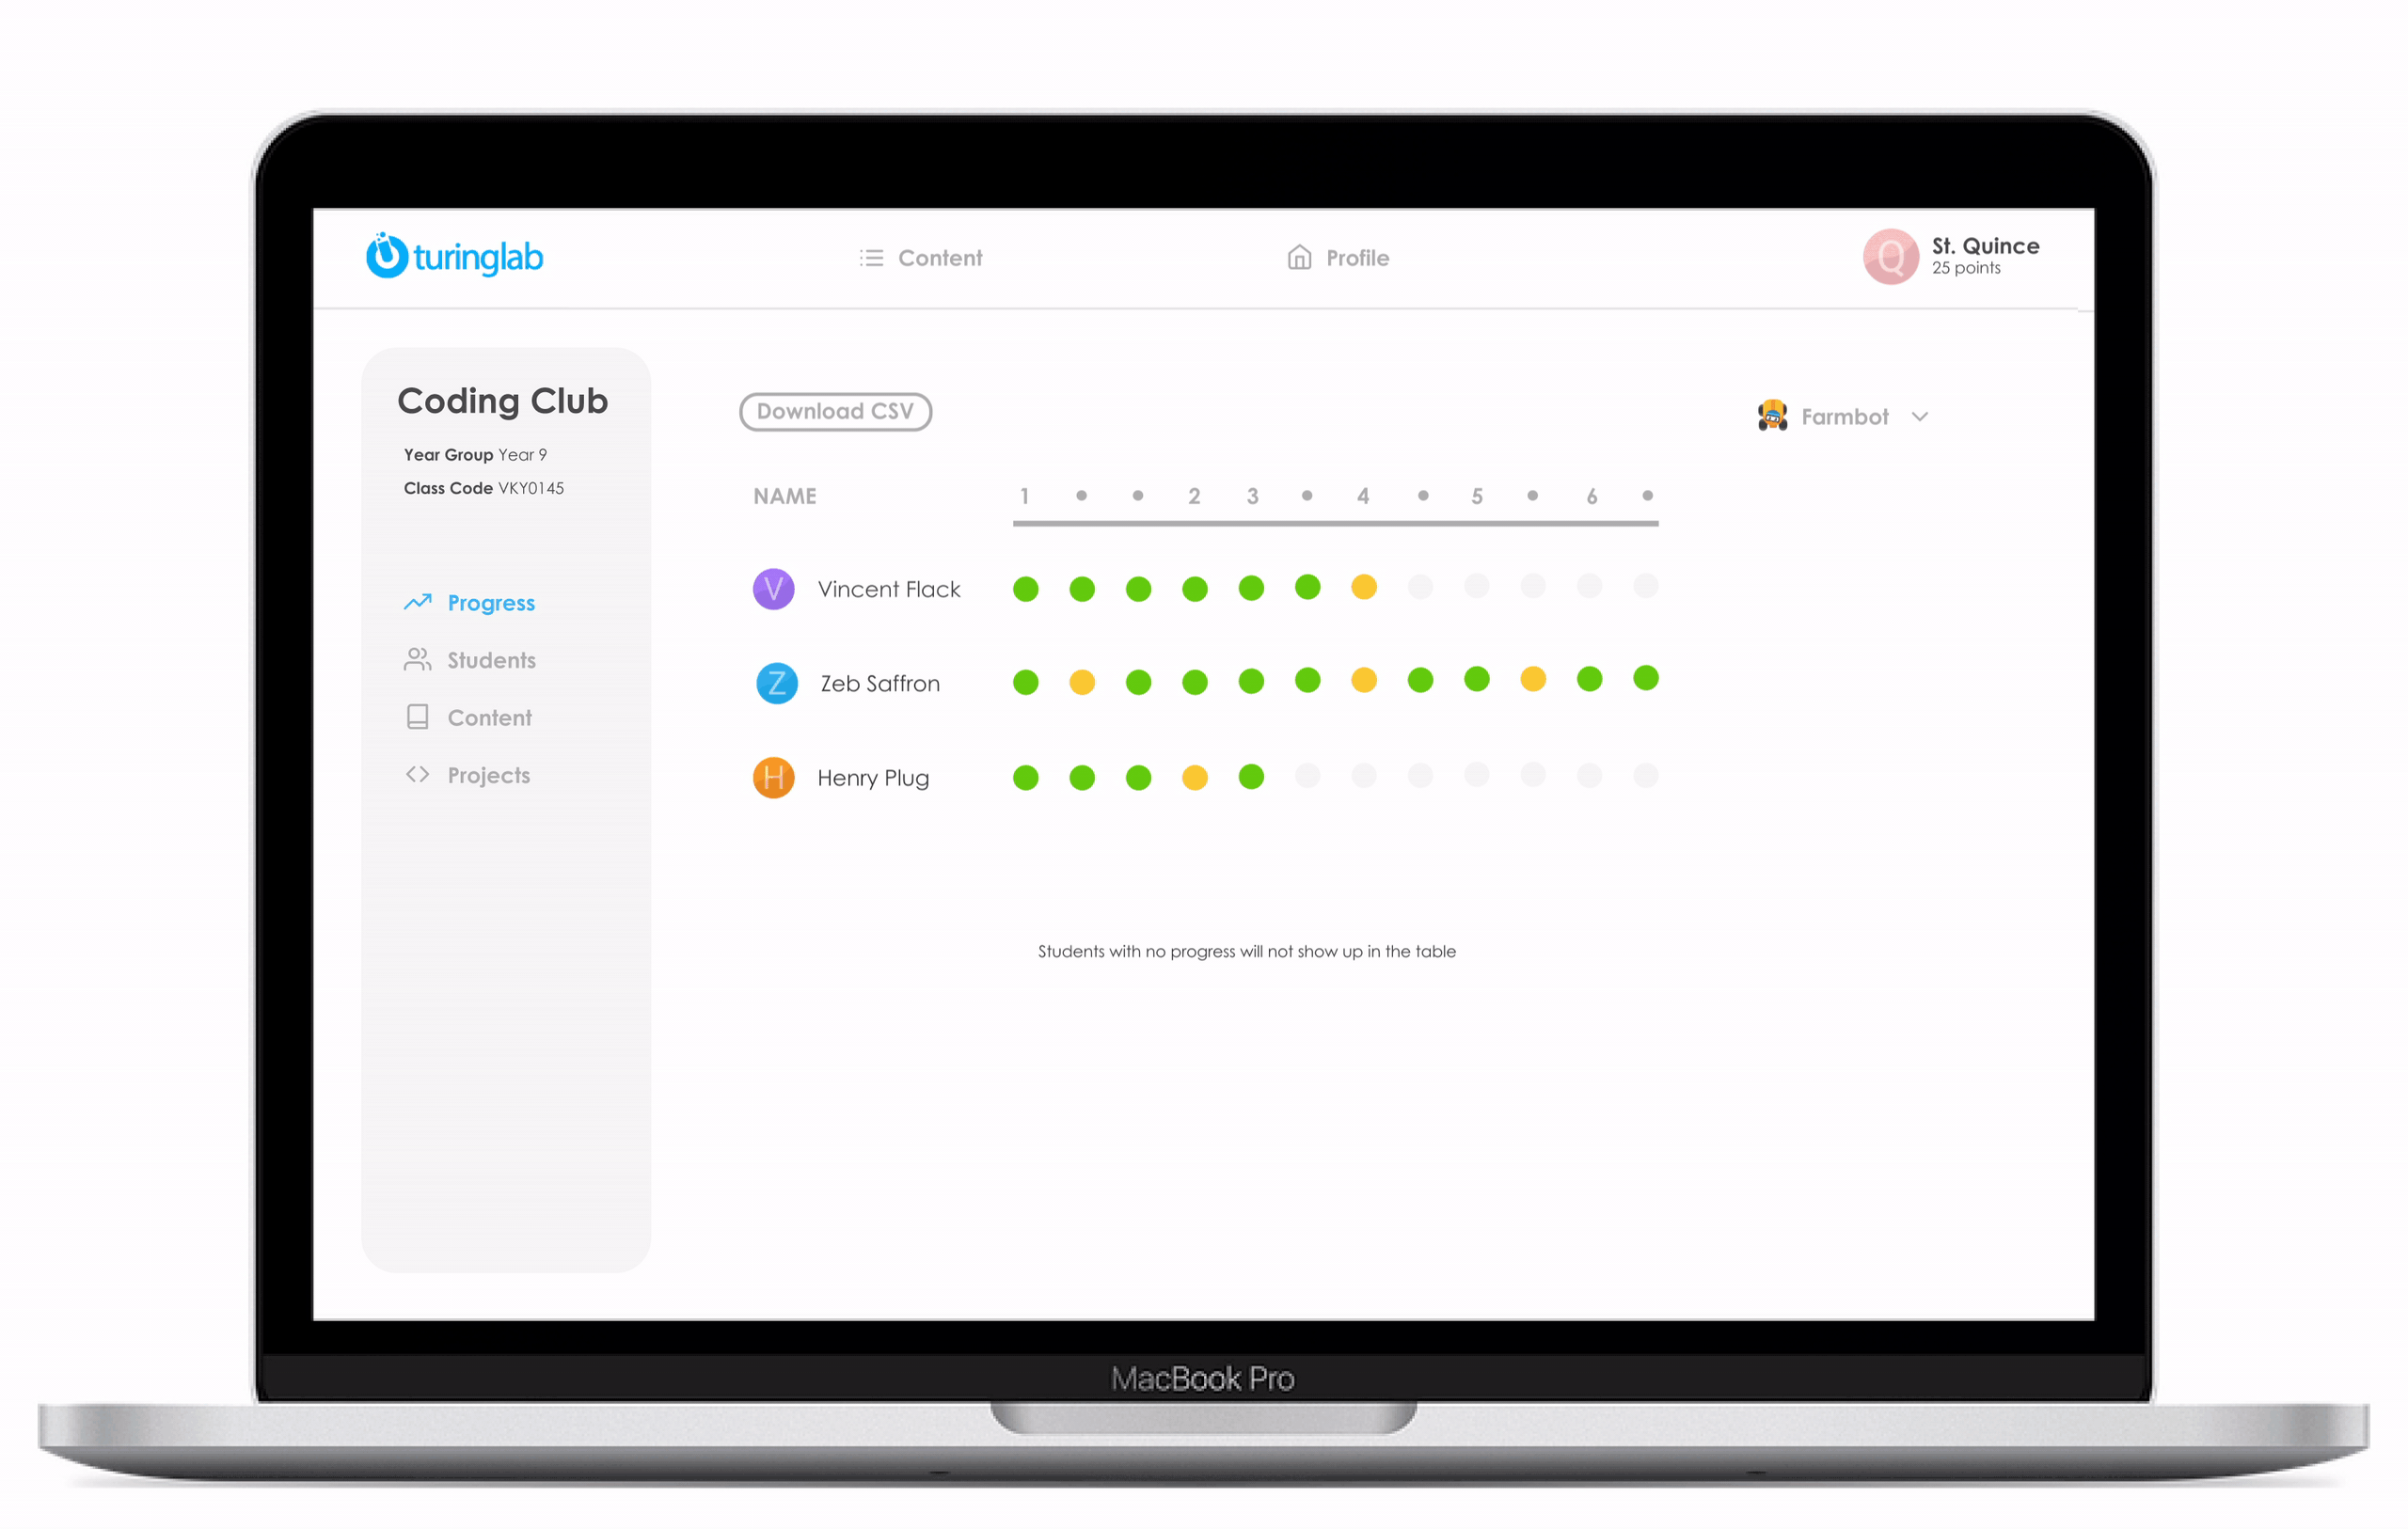 turinglab
Content
Profile
Q
St. Quince
25 points
Coding Club
Year Group Year 9
Class Code VKY0145
Progress
Students
Content
Projects
Download CSV
Farmbot
NAME 1 • • 2 3 • 4 • 5 • 6 •
V Vincent Flack
Z Zeb Saffron
H Henry Plug
Students with no progress will not show up in the table
MacBook Pro